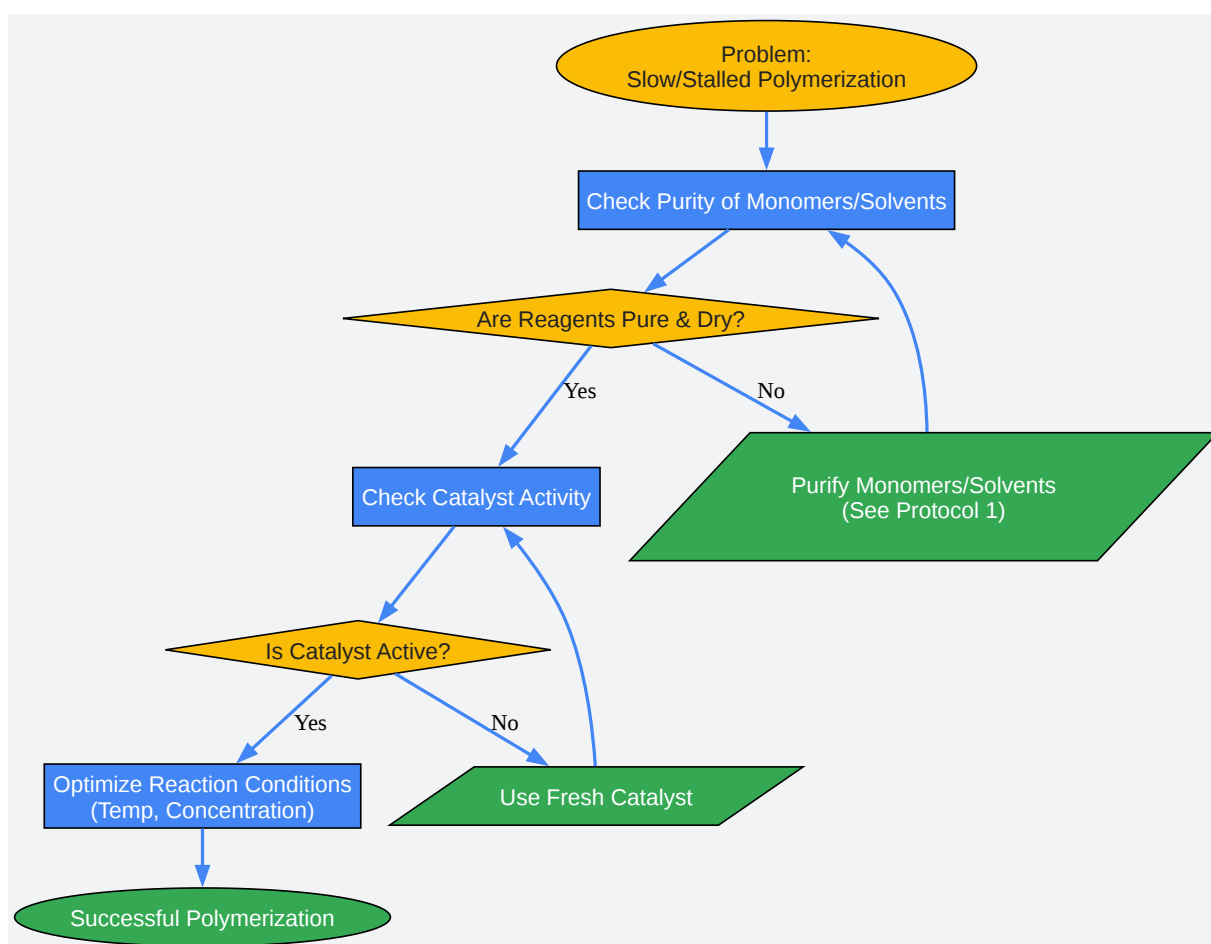 Problem:
Slow/Stalled Polymerization
Check Purity of Monomers/Solvents
Are Reagents Pure & Dry?
Yes
No
Check Catalyst Activity
Purify Monomers/Solvents
(See Protocol 1)
Is Catalyst Active?
Yes
No
Optimize Reaction Conditions
(Temp, Concentration)
Use Fresh Catalyst
Successful Polymerization